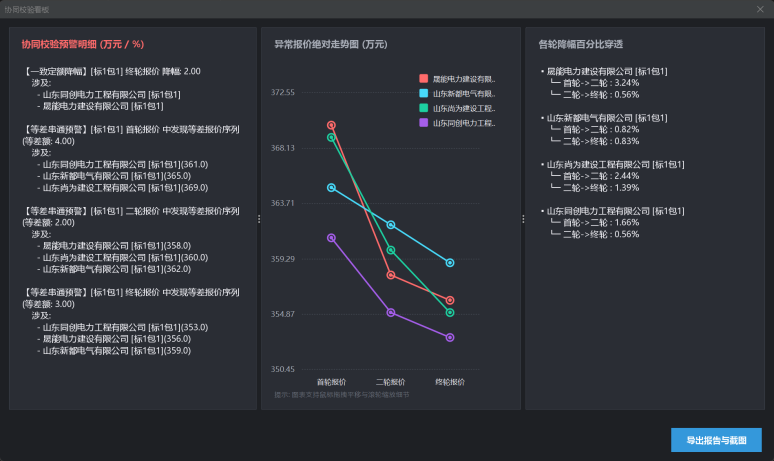 协同校验警板
协同校验预警明细 (万元 / %)
【一致定额降幅】[标1包1] 终轮报价 降幅: 2.00
涉及:
- 山东同创电力工程有限公司 [标1包1]
- 晟能电力建设有限公司 [标1包1]
【等差串通预警】[标1包1] 首轮报价 中发现等差报价序列
(等差额: 4.00)
涉及:
- 山东同创电力工程有限公司 [标1包1](361.0)
- 山东新都电气有限公司 [标1包1](365.0)
- 山东尚为建设工程有限公司 [标1包1](369.0)
【等差串通预警】[标1包1] 二轮报价 中发现等差报价序列
(等差额: 2.00)
涉及:
- 晟能电力建设有限公司 [标1包1](358.0)
- 山东尚为建设工程有限公司 [标1包1](360.0)
- 山东新都电气有限公司 [标1包1](362.0)
【等差串通预警】[标1包1] 终轮报价 中发现等差报价序列
(等差额: 3.00)
涉及:
- 山东同创电力工程有限公司 [标1包1](353.0)
- 晟能电力建设有限公司 [标1包1](356.0)
- 山东新都电气有限公司 [标1包1](359.0)
异常报价绝对走势图 (万元)
晟能电力建设有限..
山东新都电气有限..
山东尚为建设工程..
山东同创电力工程..
372.55
368.13
363.71
359.29
354.87
350.45
首轮报价
二轮报价
终轮报价
提示: 图表支持鼠标拖拽平移与滚轮缩放细节
各轮降幅百分比穿透
• 晟能电力建设有限公司 [标1包1]
└─ 首轮->二轮 : 3.24%
└─ 二轮->终轮 : 0.56%
• 山东新都电气有限公司 [标1包1]
└─ 首轮->二轮 : 0.82%
└─ 二轮->终轮 : 0.83%
• 山东尚为建设工程有限公司 [标1包1]
└─ 首轮->二轮 : 2.44%
└─ 二轮->终轮 : 1.39%
• 山东同创电力工程有限公司 [标1包1]
└─ 首轮->二轮 : 1.66%
└─ 二轮->终轮 : 0.56%
导出报告与截图